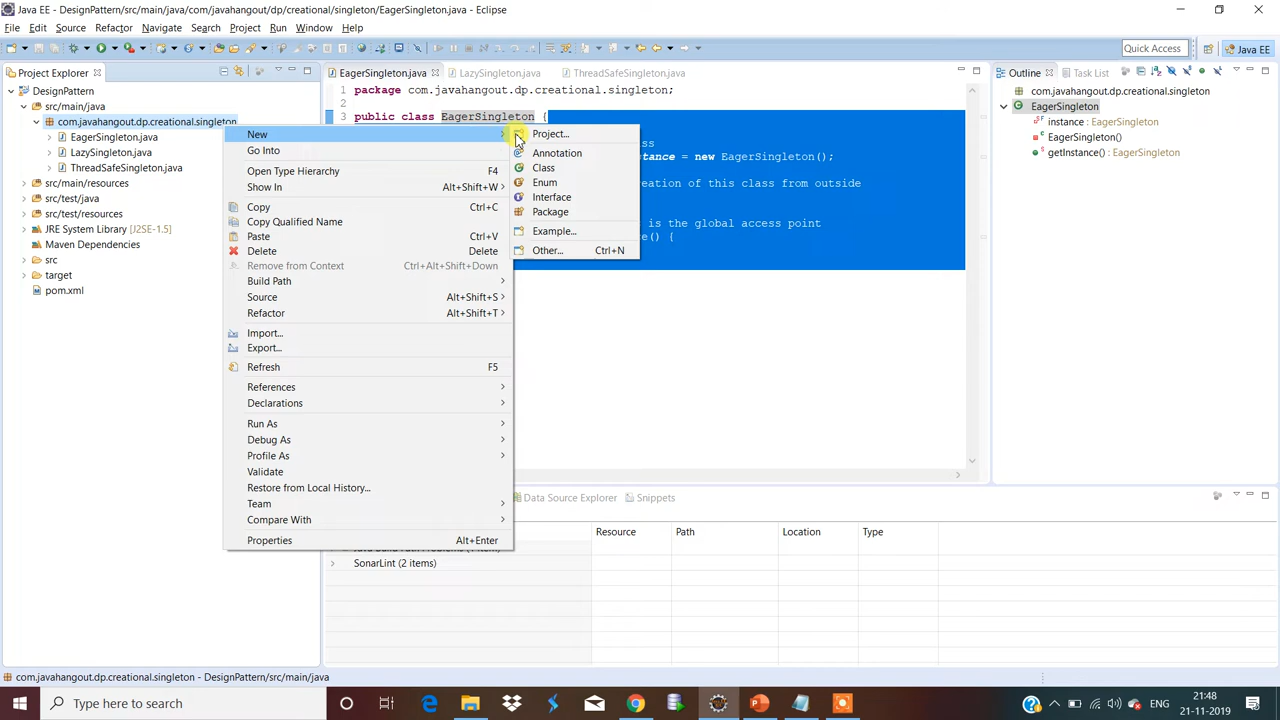 Java EE - DesignPattern/src/main/java/com/javahangout/dp/creational/singleton/EagerSingleton.java - Eclipse
File Edit Source Refactor Navigate Search Project Run Window Help
Quick Access
Java EE
Project Explorer
DesignPattern
src/main/java
com.javahangout.dp.creational.singleton
EagerSingleton.java
LazySingleton.java
ThreadSafeSingleton.java
src/main/resources
src/test/java
src/test/resources
JRE System Library [J2SE-1.5]
Maven Dependencies
src
target
pom.xml
New
Go Into
Open Type Hierarchy F4
Show In Alt+Shift+W
Copy Ctrl+C
Copy Qualified Name
Paste Ctrl+V
Delete Delete
Remove from Context Ctrl+Alt+Shift+Down
Build Path
Source Alt+Shift+S
Refactor Alt+Shift+T
Import...
Export...
Refresh F5
References
Declarations
Run As
Debug As
Profile As
Validate
Restore from Local History...
Team
Compare With
Properties Alt+Enter
Project...
Annotation
Class
Enum
Interface
Package
Example...
Other... Ctrl+N
EagerSingleton.java LazySingleton.java ThreadSafeSingleton.java
1 package com.javahangout.dp.creational.singleton;
2
3 public class EagerSingleton {
= new EagerSingleton();
of this class from outside
is the global access point
() {
Outline Task List
com.javahangout.dp.creational.singleton
EagerSingleton
instance : EagerSingleton
EagerSingleton()
getInstance() : EagerSingleton
Data Source Explorer Snippets
Resource Path Location Type
SonarLint (2 items)
com.javahangout.dp.creational.singleton - DesignPattern/src/main/java
Type here to search
21:48
21-11-2019